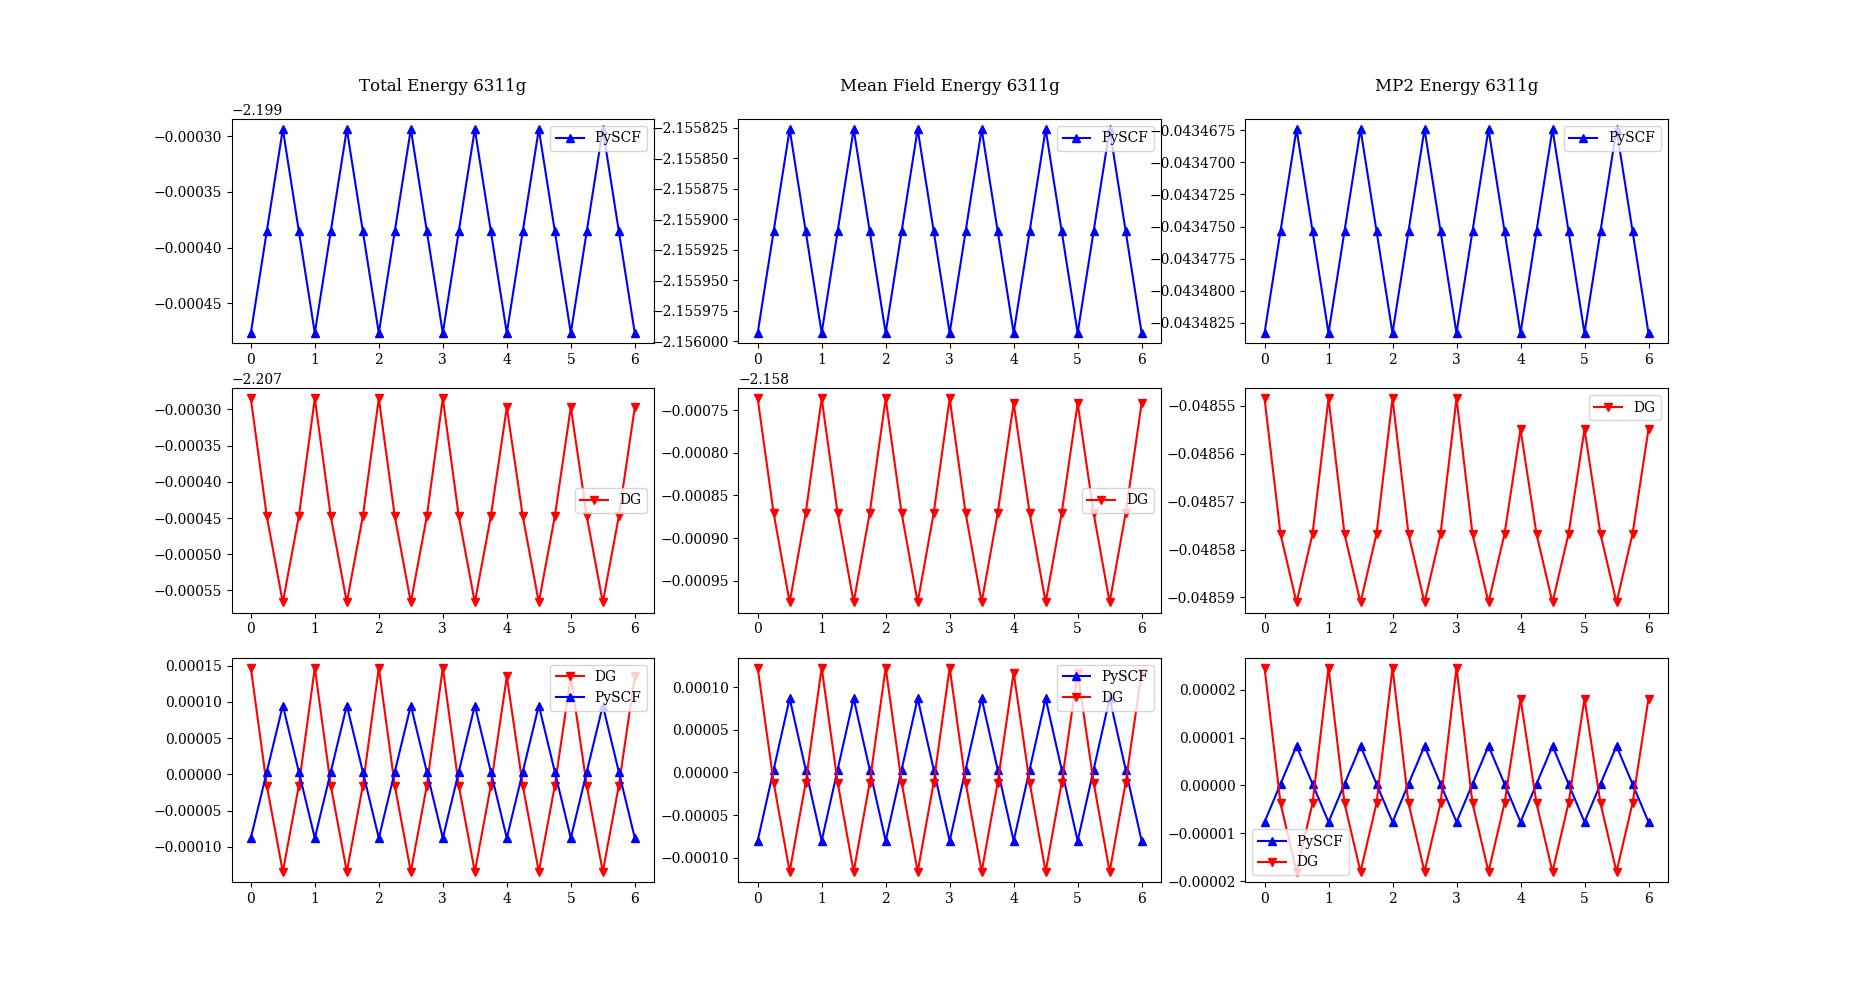 Total Energy 6311g
Mean Field Energy 6311g
MP2 Energy 6311g
−2.199
−0.00030
−0.00035
−0.00040
−0.00045
PySCF
0 1 2 3 4 5 6
−2.155825
−2.155850
−2.155875
−2.155900
−2.155925
−2.155950
−2.155975
−2.156000
PySCF
0 1 2 3 4 5 6
−0.0434675
−0.0434700
−0.0434725
−0.0434750
−0.0434775
−0.0434800
−0.0434825
PySCF
0 1 2 3 4 5 6
−2.207
−0.00030
−0.00035
−0.00040
−0.00045
−0.00050
−0.00055
DG
0 1 2 3 4 5 6
−2.158
−0.00075
−0.00080
−0.00085
−0.00090
−0.00095
DG
0 1 2 3 4 5 6
−0.04855
−0.04856
−0.04857
−0.04858
−0.04859
DG
0 1 2 3 4 5 6
0.00015
0.00010
0.00005
0.00000
−0.00005
−0.00010
DG
PySCF
0 1 2 3 4 5 6
0.00010
0.00005
0.00000
−0.00005
−0.00010
PySCF
DG
0 1 2 3 4 5 6
0.00002
0.00001
0.00000
−0.00001
−0.00002
PySCF
DG
0 1 2 3 4 5 6